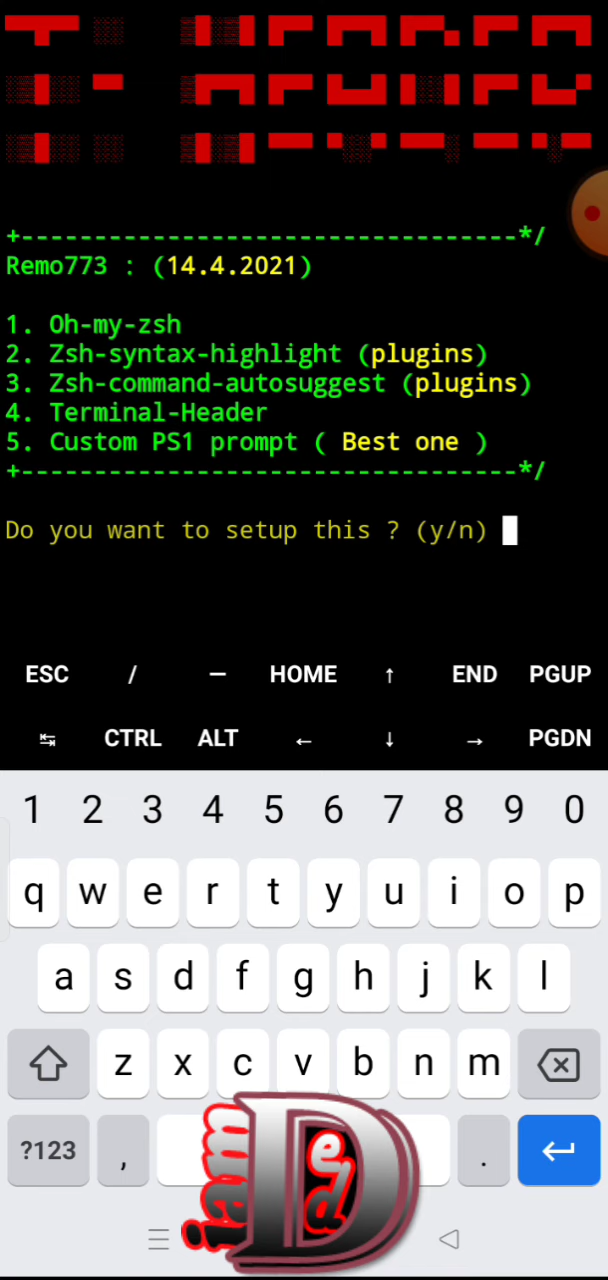 T-HEADER
+----------------------------------*/
Remo773 : (14.4.2021)
1. Oh-my-zsh
2. Zsh-syntax-highlight (plugins)
3. Zsh-command-autosuggest (plugins)
4. Terminal-Header
5. Custom PS1 prompt ( Best one )
+----------------------------------*/
Do you want to setup this ? (y/n)
ESC / — HOME ↑ END PGUP
↹ CTRL ALT ← ↓ → PGDN
1 2 3 4 5 6 7 8 9 0
q w e r t y u i o p
a s d f g h j k l
z x c v b n m
?123 , .
iam
D